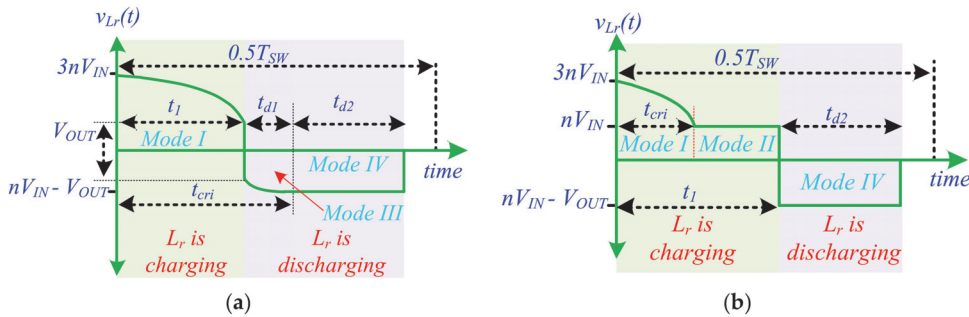 v_Lr(t)
0.5T_SW
3nV_IN
t_1
t_d1
t_d2
V_OUT
Mode I
Mode IV
time
nV_IN - V_OUT
t_cri
Mode III
L_r is
charging
L_r is
discharging
(a)
v_Lr(t)
0.5T_SW
3nV_IN
t_cri
t_d2
nV_IN
Mode I
Mode II
time
Mode IV
nV_IN - V_OUT
t_1
L_r is
charging
L_r is
discharging
(b)